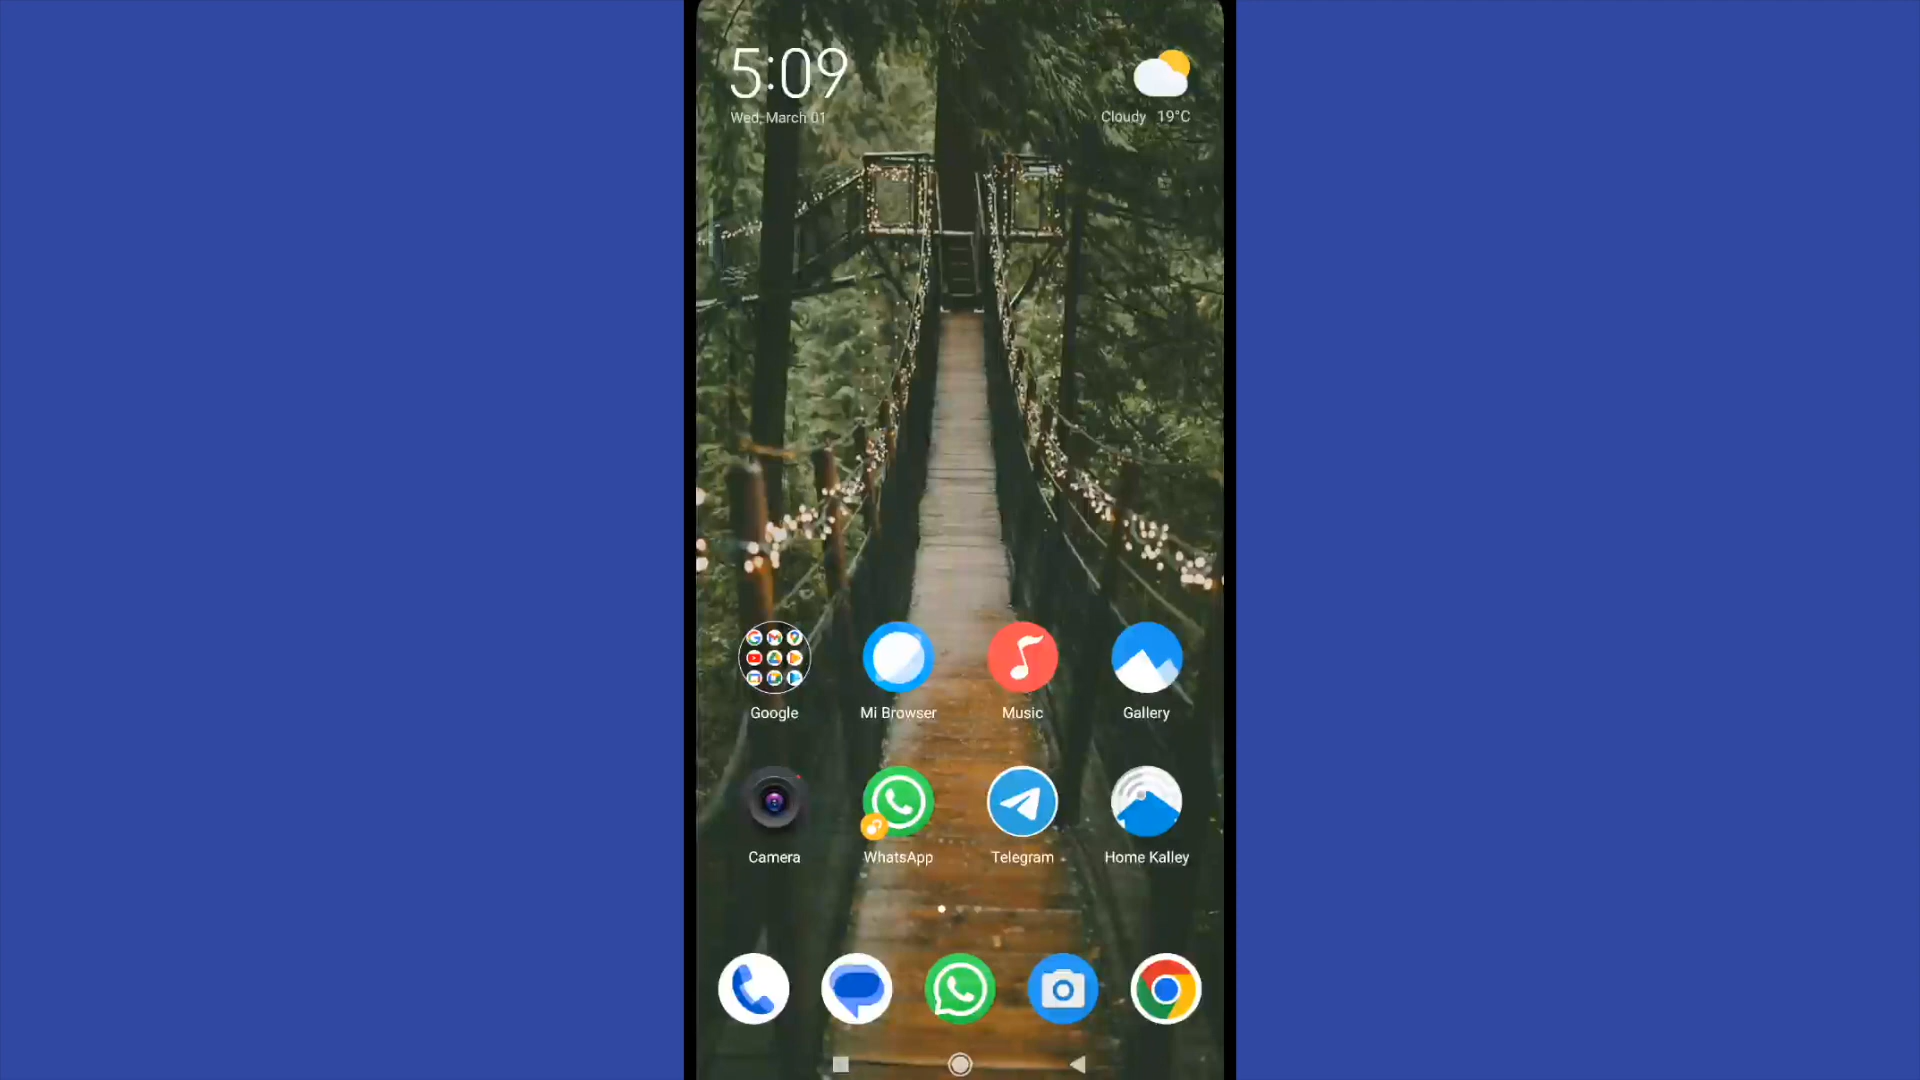 5:09
Wed, March 01
Cloudy 19°C
Google
Mi Browser
Music
Gallery
Camera
WhatsApp
Telegram
Home Kalley